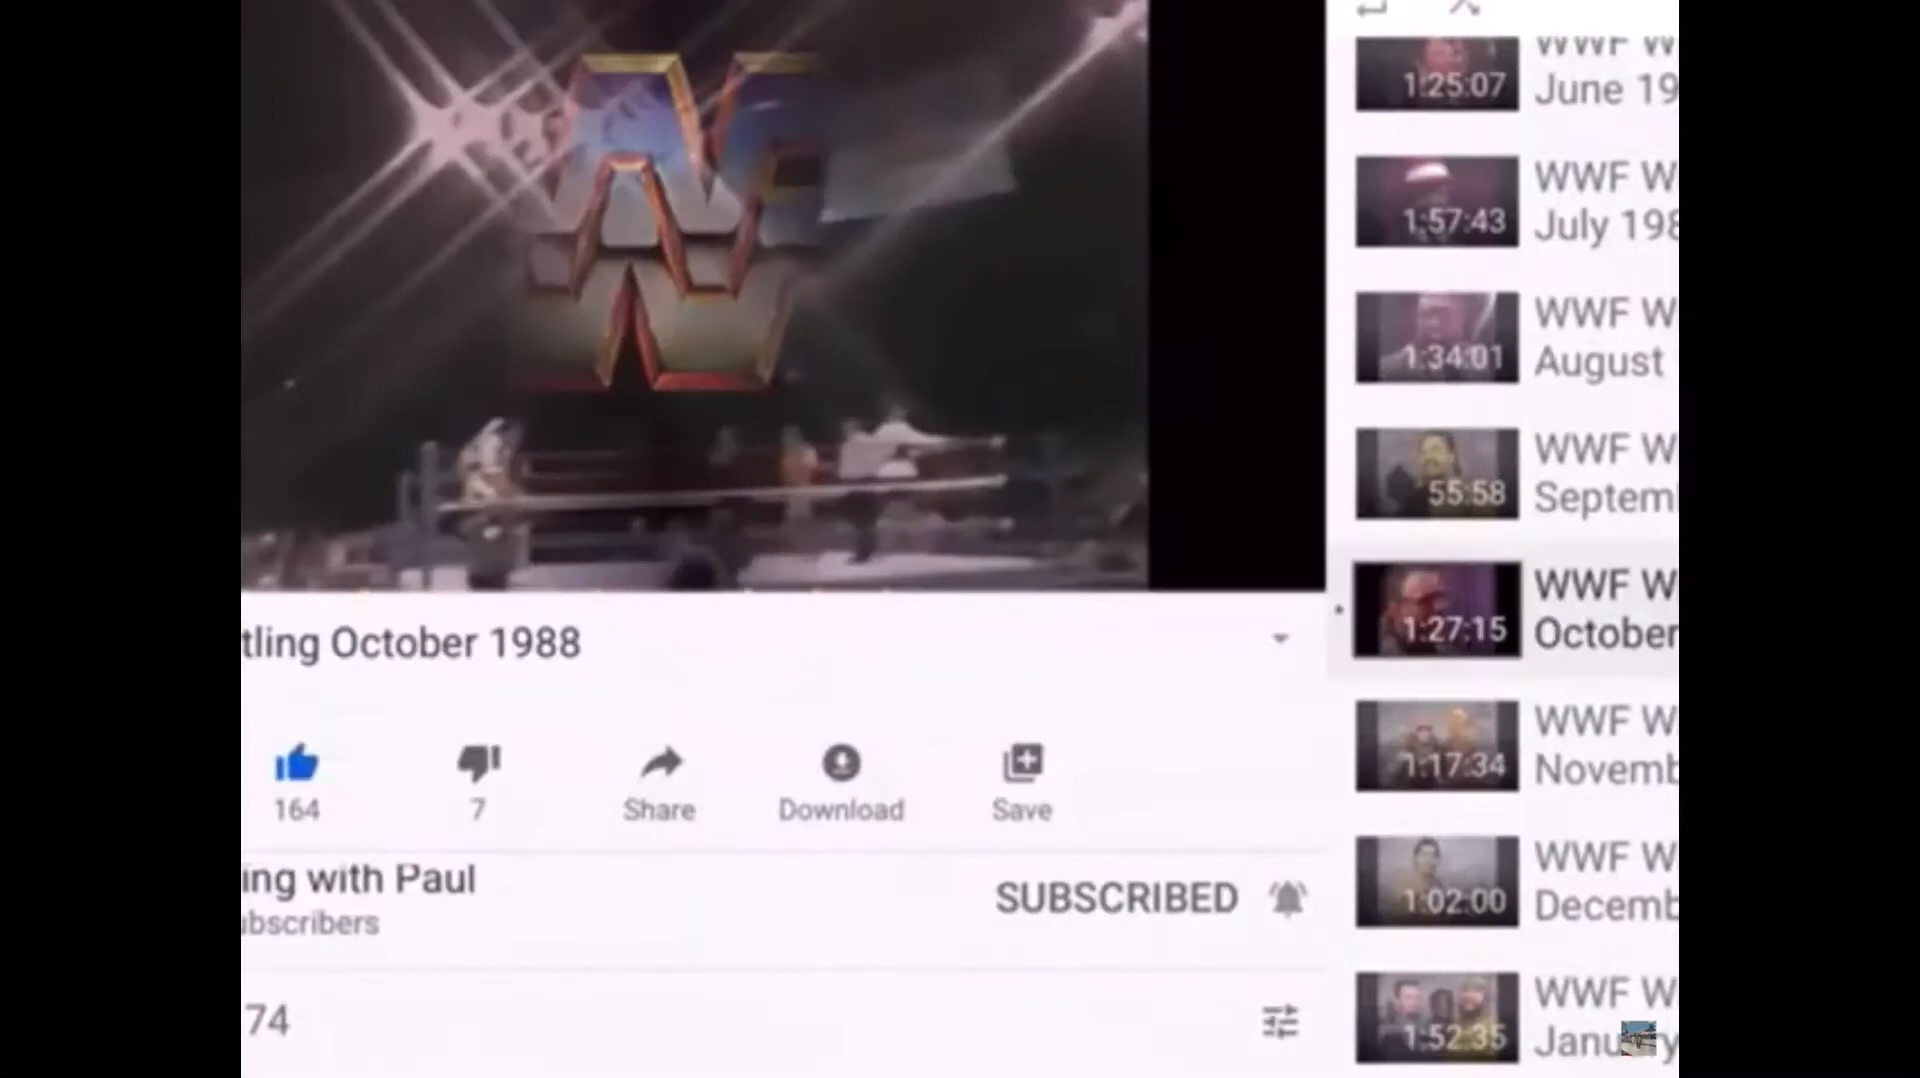 tling October 1988
164
7
Share
Download
Save
ing with Paul
ubscribers
SUBSCRIBED
74
WWF W
1:25:07
June 19
WWF W
1:57:43
July 198
WWF W
1:34:01
August
WWF W
55:58
Septem
WWF W
1:27:15
October
WWF W
1:17:34
Novemb
WWF W
1:02:00
Decemb
WWF W
1:52:35
Janu y